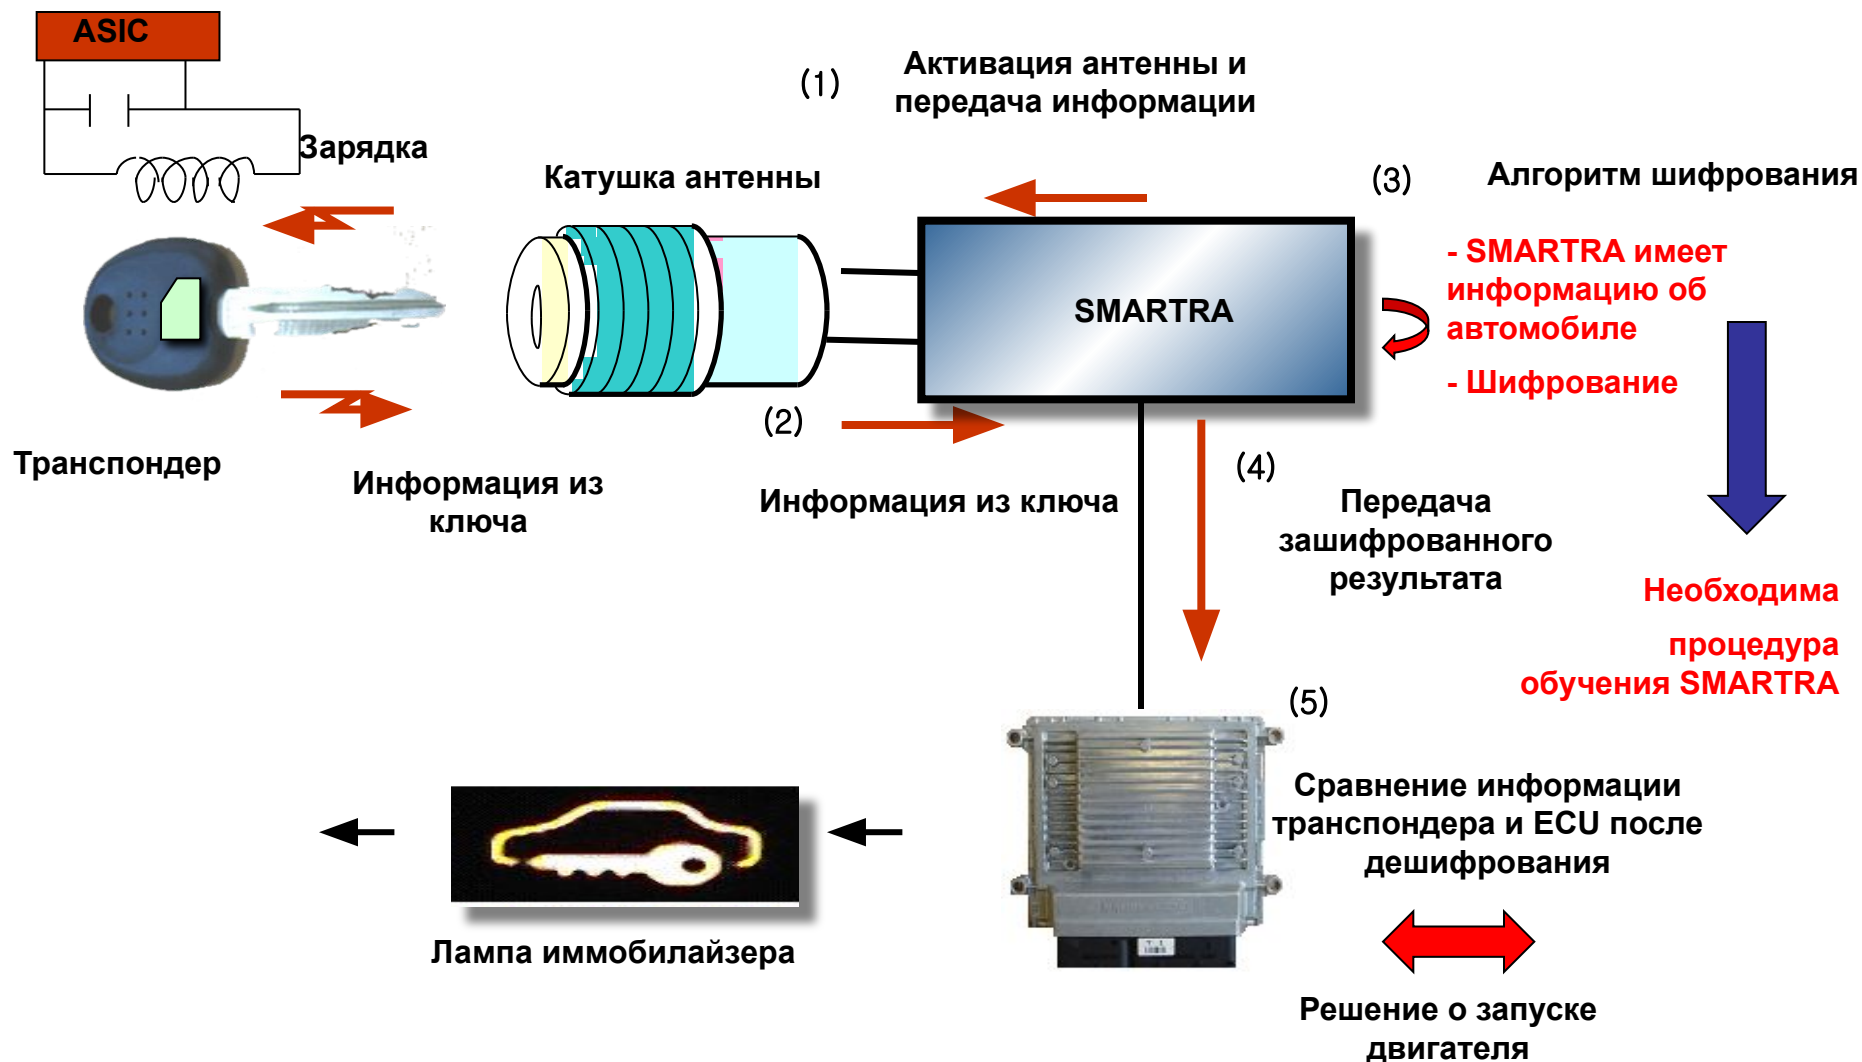 ASIC
(1)
Активация антенны и
передача информации
Зарядка
Катушка антенны
(3)
Алгоритм шифрования
- SMARTRA имеет
информацию об
автомобиле
- Шифрование
SMARTRA
(2)
Транспондер
Информация из
ключа
Информация из ключа
(4)
Передача
зашифрованного
результата
Необходима
процедура
обучения SMARTRA
(5)
Сравнение информации
транспондера и ECU после
дешифрования
Лампа иммобилайзера
Решение о запуске
двигателя